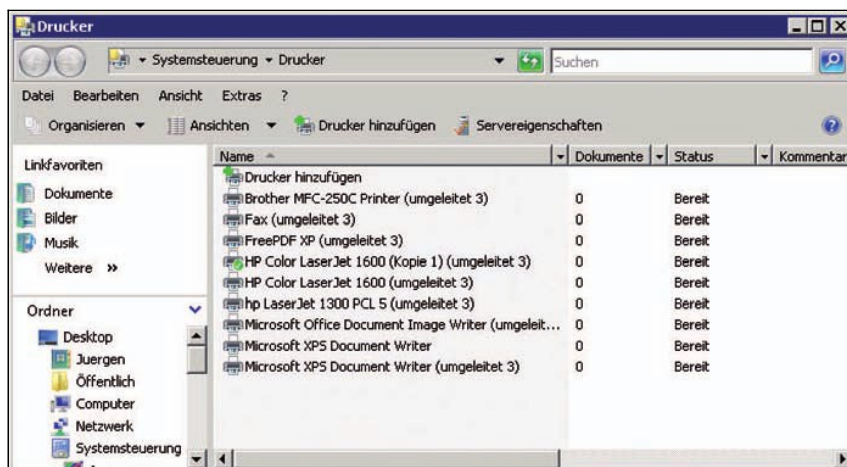 Drucker
Systemsteuerung Drucker Suchen
Datei Bearbeiten Ansicht Extras ?
Organisieren Ansichten Drucker hinzufügen Servereigenschaften
Linkfavoriten
Dokumente
Bilder
Musik
Weitere »
Ordner
Desktop
Juergen
Öffentlich
Computer
Netzwerk
Systemsteuerung
Name Dokumente Status Kommentar
Drucker hinzufügen
Brother MFC-250C Printer (umgeleitet 3) 0 Bereit
Fax (umgeleitet 3) 0 Bereit
FreePDF XP (umgeleitet 3) 0 Bereit
HP Color LaserJet 1600 (Kopie 1) (umgeleitet 3) 0 Bereit
HP Color LaserJet 1600 (umgeleitet 3) 0 Bereit
hp LaserJet 1300 PCL 5 (umgeleitet 3) 0 Bereit
Microsoft Office Document Image Writer (umgeleit... 0 Bereit
Microsoft XPS Document Writer 0 Bereit
Microsoft XPS Document Writer (umgeleitet 3) 0 Bereit